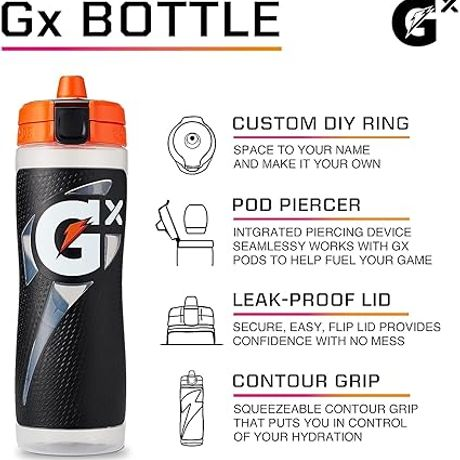 Gx BOTTLE
Gx
Gx
CUSTOM DIY RING
SPACE TO YOUR NAME
AND MAKE IT YOUR OWN
POD PIERCER
INTGRATED PIERCING DEVICE
SEAMLESSY WORKS WITH GX
PODS TO HELP FUEL YOUR GAME
LEAK-PROOF LID
SECURE, EASY, FLIP LID PROVIDES
CONFIDENCE WITH NO MESS
CONTOUR GRIP
SQUEEZEABLE CONTOUR GRIP
THAT PUTS YOU IN CONTROL
OF YOUR HYDRATION